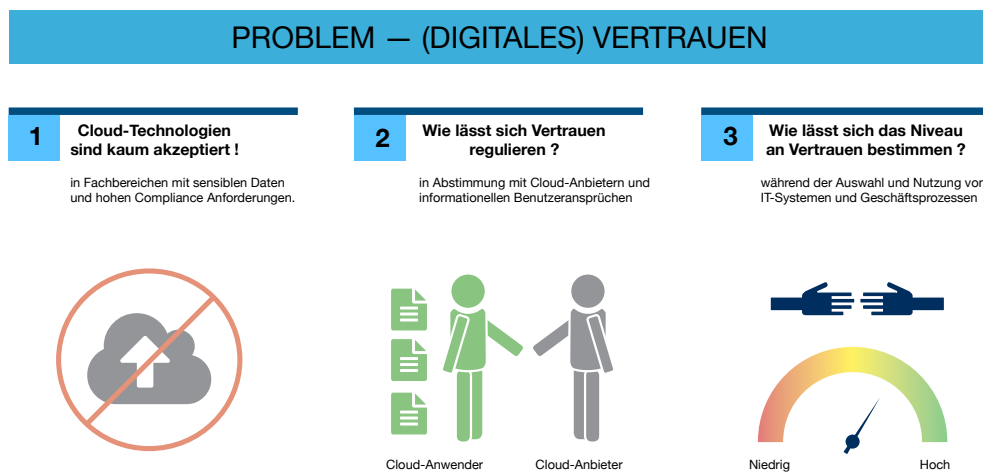 PROBLEM — (DIGITALES) VERTRAUEN
1
Cloud-Technologien
sind kaum akzeptiert !
in Fachbereichen mit sensiblen Daten
und hohen Compliance Anforderungen.
2
Wie lässt sich Vertrauen
regulieren ?
in Abstimmung mit Cloud-Anbietern und
informationellen Benutzeransprüchen
Cloud-Anwender
Cloud-Anbieter
3
Wie lässt sich das Niveau
an Vertrauen bestimmen ?
während der Auswahl und Nutzung von
IT-Systemen und Geschäftsprozessen
Niedrig
Hoch